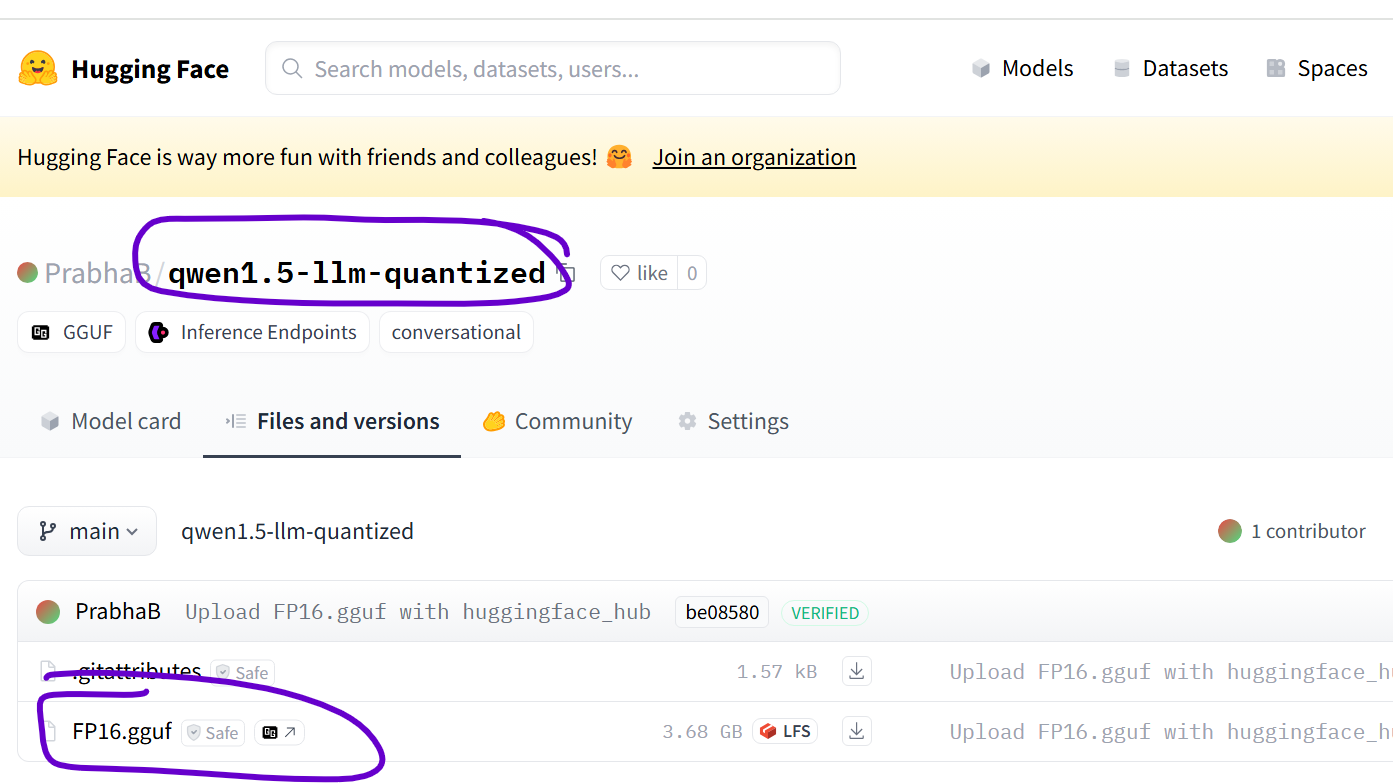 Hugging Face Search models, datasets, users... Models Datasets Spaces
Hugging Face is way more fun with friends and colleagues! Join an organization
PrabhaB/qwen1.5-llm-quantized like 0
GGUF Inference Endpoints conversational
Model card Files and versions Community Settings
main qwen1.5-llm-quantized 1 contributor
PrabhaB Upload FP16.gguf with huggingface_hub be08580 VERIFIED
.gitattributes Safe 1.57 kB Upload FP16.gguf with
FP16.gguf Safe 3.68 GB LFS Upload FP16.gguf with